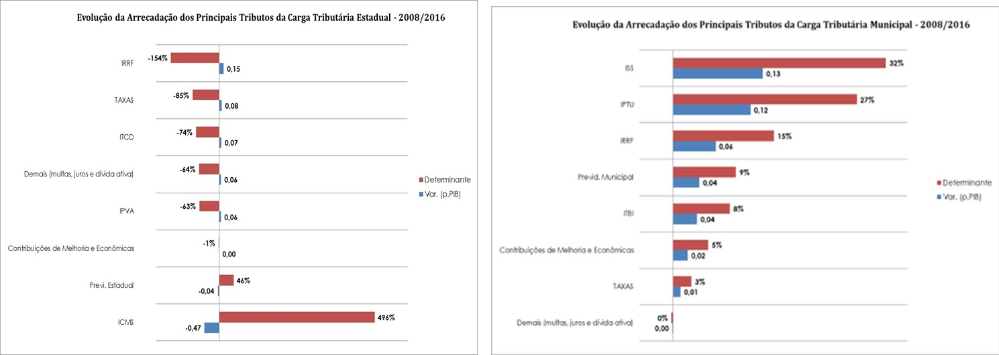 Evolução da Arrecadação dos Principais Tributos da Carga Tributária Estadual - 2008/2016
IRRF
-154%
0,15
TAXAS
-85%
0,08
ITCD
-74%
0,07
Demais (multas, juros e dívida ativa)
-64%
0,06
IPVA
-63%
0,06
Contribuições de Melhoria e Econômicas
-1%
0,00
Previ. Estadual
46%
-0,04
ICMS
496%
-0,47
Determinante
Var. (p.PIB)
Evolução da Arrecadação dos Principais Tributos da Carga Tributária Municipal - 2008/2016
ISS
32%
0,13
IPTU
27%
0,12
IRRF
15%
0,06
Previd. Municipal
9%
0,04
ITBI
8%
0,04
Contribuições de Melhoria e Econômicas
5%
0,02
TAXAS
3%
0,01
Demais (multas, juros e dívida ativa)
0%
0,00
Determinante
Var. (p.PIB)